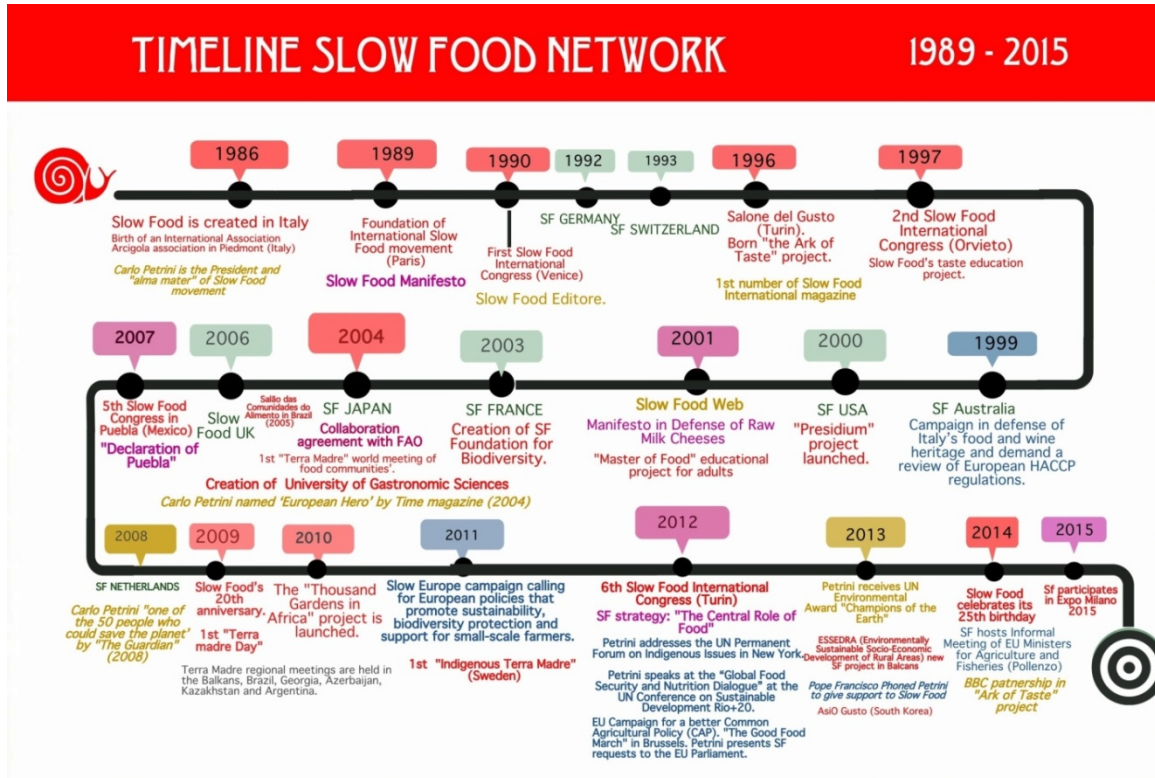 TIMELINE SLOW FOOD NETWORK
1989 - 2015
1986
Slow Food is created in Italy
Birth of an International Association
Arcigola association in Piedmont (Italy)
Carlo Petrini is the President and
"alma mater" of Slow Food
movement
1989
Foundation of
International Slow
Food movement
(Paris)
Slow Food Manifesto
1990
First Slow Food
International
Congress (Venice)
Slow Food Editore.
1992
SF GERMANY
1993
SF SWITZERLAND
1996
Salone del Gusto
(Turin).
Born "the Ark of
Taste" project.
1st number of Slow Food
International magazine
1997
2nd Slow Food
International
Congress (Orvieto)
Slow Food's taste education
project.
2007
5th Slow Food
Congress in
Puebla (Mexico)
"Declaration of
Puebla"
2006
Slow
Food UK
Salão das
Comunidades do
Alimento in Brazil
(2005)
2004
SF JAPAN
Collaboration
agreement with FAO
1st "Terra Madre" world meeting of
food communities'.
Creation of University of Gastronomic Sciences
Carlo Petrini named 'European Hero' by Time magazine (2004)
2003
SF FRANCE
Creation of SF
Foundation for
Biodiversity.
2001
Slow Food Web
Manifesto in Defense of Raw
Milk Cheeses
"Master of Food" educational
project for adults
2000
SF USA
"Presidium"
project
launched.
1999
SF Australia
Campaign in defense of
Italy's food and wine
heritage and demand a
review of European HACCP
regulations.
2008
SF NETHERLANDS
Carlo Petrini "one of
the 50 people who
could save the planet'
by "The Guardian"
(2008)
2009
Slow Food's
20th
anniversary.
1st "Terra
madre Day"
Terra Madre regional meetings are held in
the Balkans, Brazil, Georgia, Azerbaijan,
Kazakhstan and Argentina.
2010
The "Thousand
Gardens in
Africa" project is
launched.
2011
Slow Europe campaign calling
for European policies that
promote sustainability,
biodiversity protection and
support for small-scale farmers.
1st "Indigenous Terra Madre"
(Sweden)
2012
6th Slow Food International
Congress (Turin)
SF strategy: "The Central Role of
Food"
Petrini addresses the UN Permanent
Forum on Indigenous Issues in New York.
Petrini speaks at the "Global Food
Security and Nutrition Dialogue" at the
UN Conference on Sustainable
Development Rio+20.
EU Campaign for a better Common
Agricultural Policy (CAP). "The Good Food
March" in Brussels. Petrini presents SF
requests to the EU Parliament.
2013
Petrini receives UN
Environmental
Award "Champions of the
Earth"
ESSEDRA (Environmentally
Sustainable Socio-Economic
Development of Rural Areas) new
SF project in Balcans
Pope Francisco Phoned Petrini
to give support to Slow Food
AsiO Gusto (South Korea)
2014
Slow Food
celebrates its
25th birthday
SF hosts Informal
Meeting of EU Ministers
for Agriculture and
Fisheries (Pollenzo)
BBC patnership in
"Ark of Taste"
project
2015
Sf participates
in Expo Milano
2015